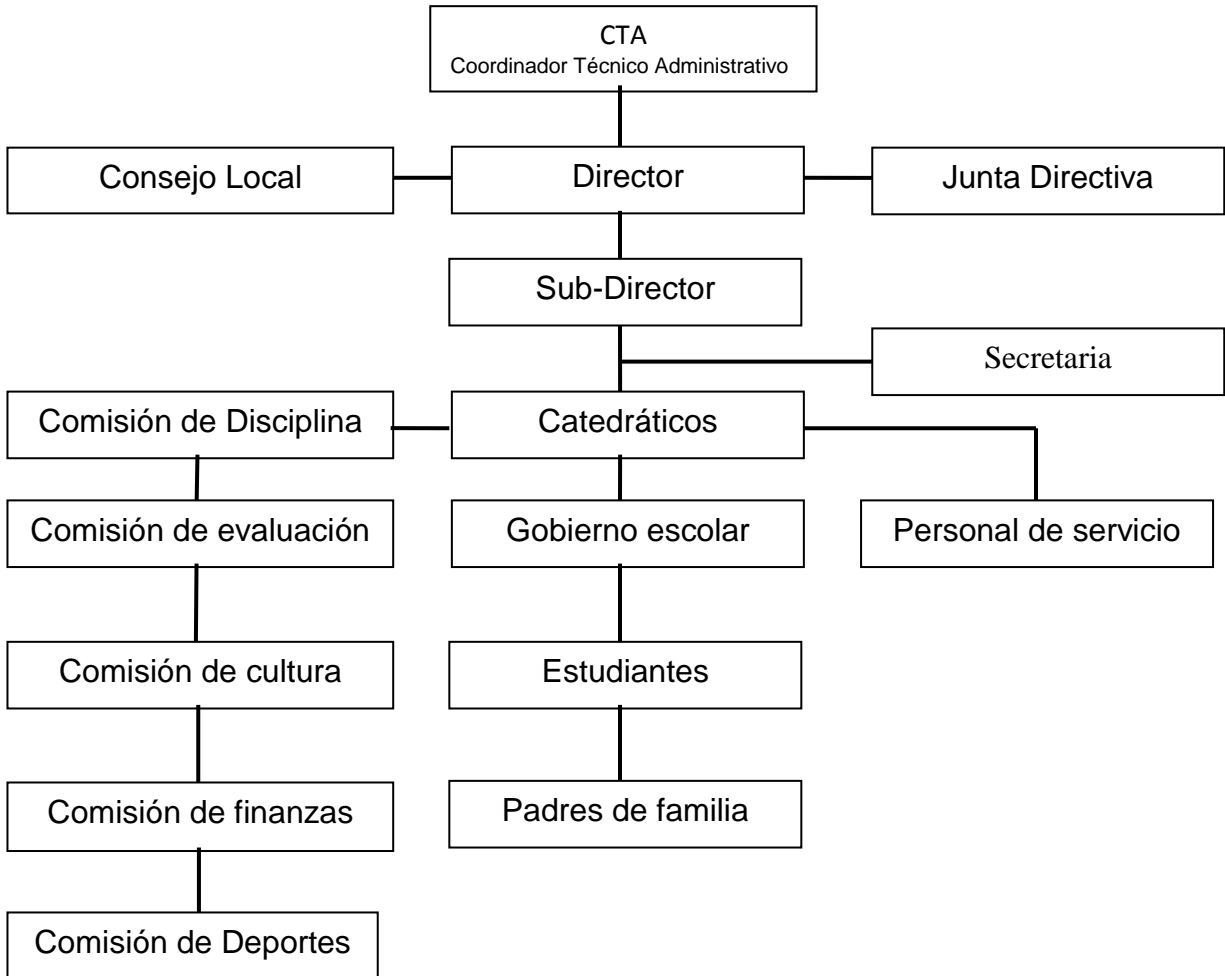 CTA
Coordinador Técnico Administrativo
Consejo Local
Director
Junta Directiva
Sub-Director
Secretaria
Comisión de Disciplina
Catedráticos
Comisión de evaluación
Gobierno escolar
Personal de servicio
Comisión de cultura
Estudiantes
Comisión de finanzas
Padres de familia
Comisión de Deportes